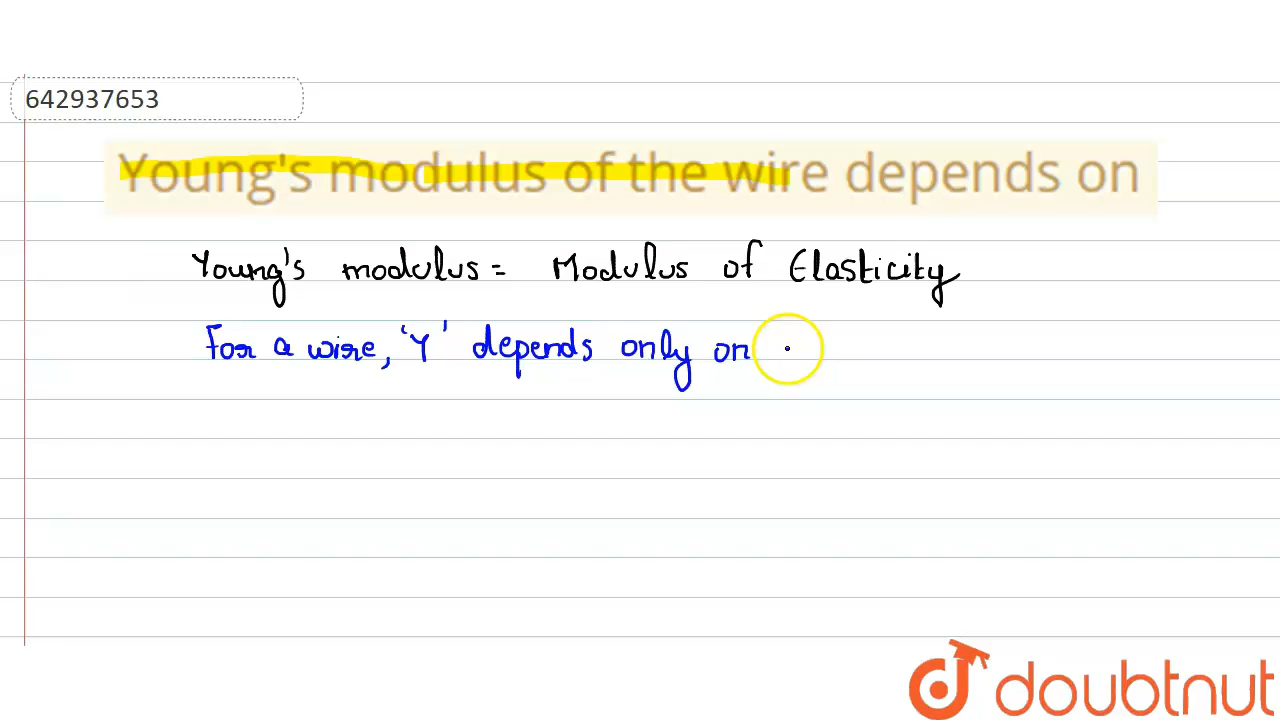 642937653
Young's modulus of the wire depends on
Young's modulus = Modulus of Elasticity
For a wire, 'Y' depends only on
doubtnut